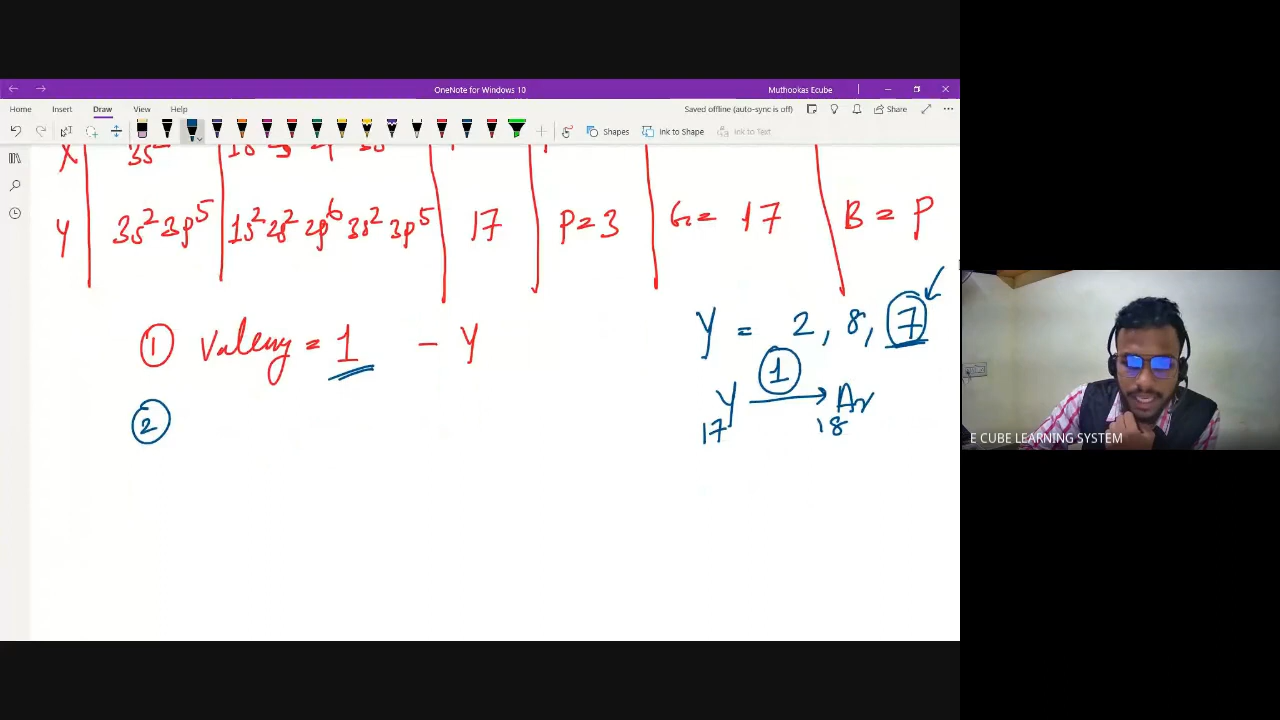 OneNote for Windows 10
Muthookas Ecube
Home Insert Draw View Help
Saved offline (auto-sync is off) Share
Shapes Ink to Shape Ink to Text
X 3s²
Y 3s² 3p⁵ 1s² 2s² 2p⁶ 3s² 3p⁵ 17 P = 3 G = 17 B = P
① Valency = 1 - Y
Y = 2, 8, 7
②
Y 1 → Ar
17 18
E CUBE LEARNING SYSTEM